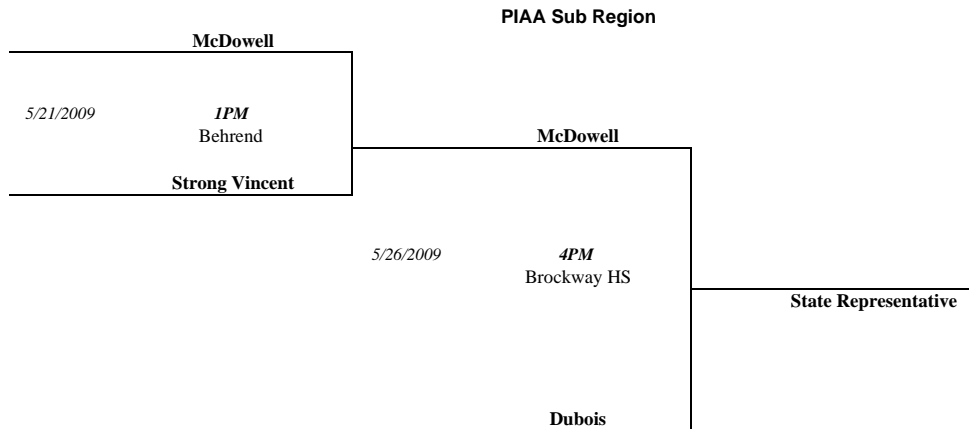 PIAA Sub Region
McDowell
5/21/2009 1PM
Behrend
McDowell
Strong Vincent
5/26/2009 4PM
Brockway HS
State Representative
Dubois